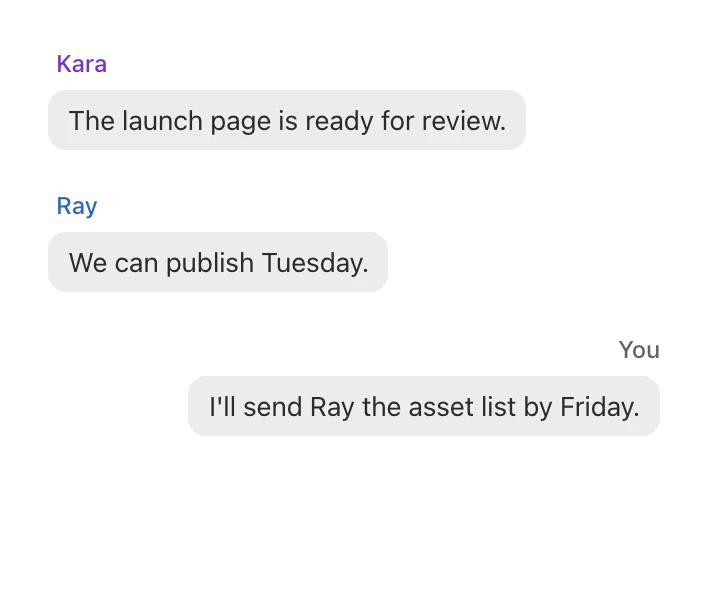 Kara
The launch page is ready for review.
Ray
We can publish Tuesday.
You
I'll send Ray the asset list by Friday.